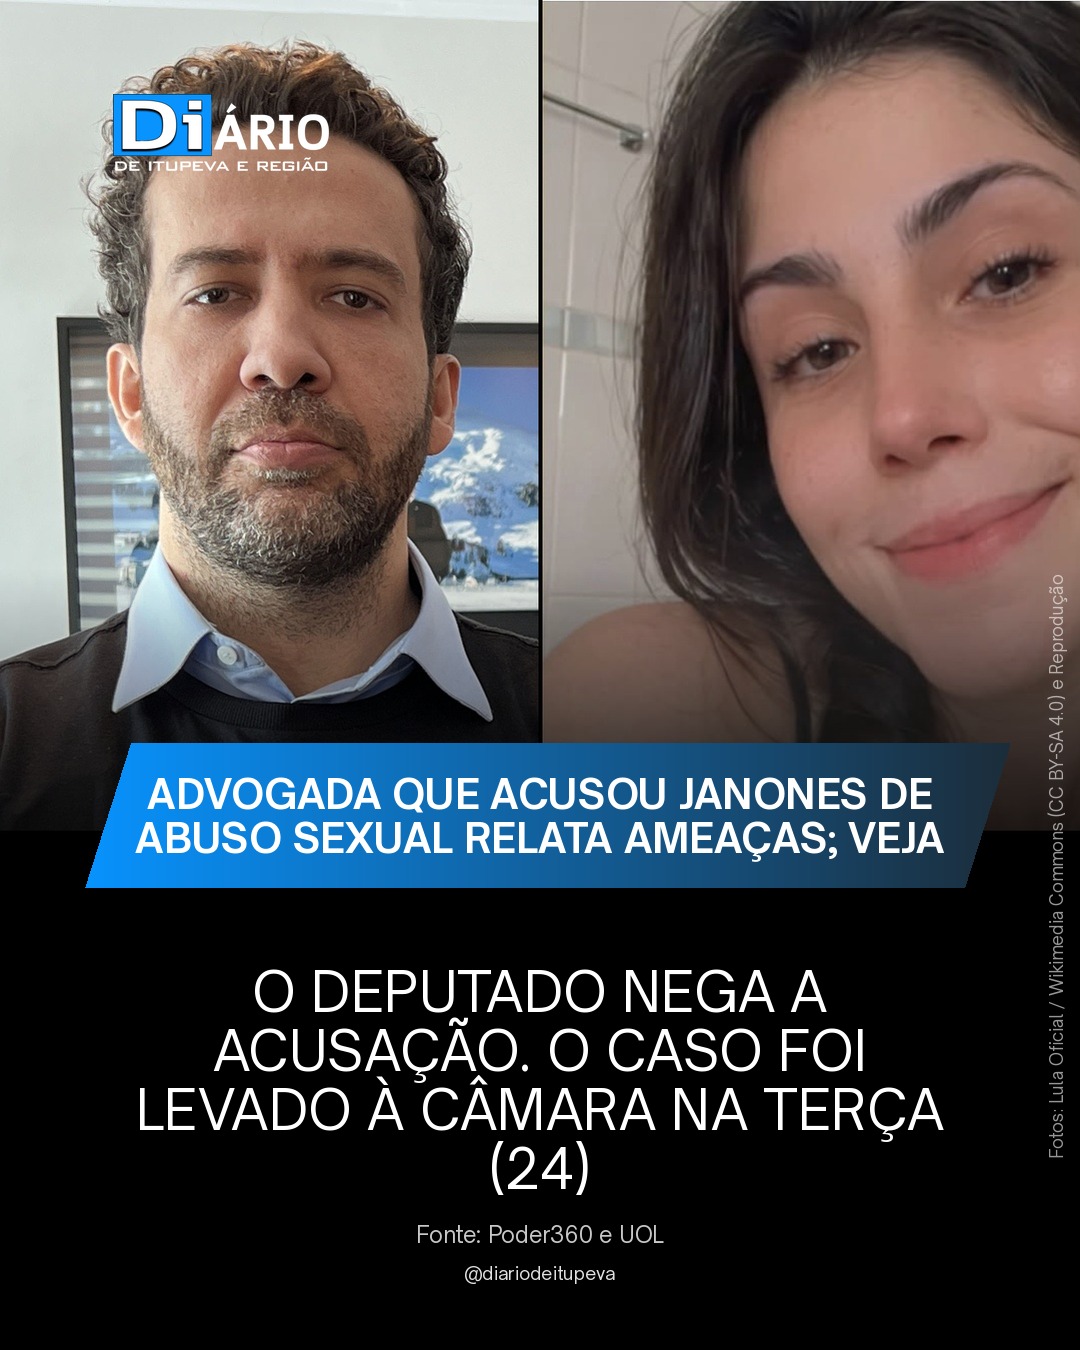 DiÁRIO
DE ITUPEVA E REGIÃO
ADVOGADA QUE ACUSOU JANONES DE
ABUSO SEXUAL RELATA AMEAÇAS; VEJA
O DEPUTADO NEGA A
ACUSAÇÃO. O CASO FOI
LEVADO À CÂMARA NA TERÇA
(24)
Fonte: Poder360 e UOL
@diariodeitupeva
Fotos: Lula Oficial / Wikimedia Commons (CC BY-SA 4.0) e Reprodução